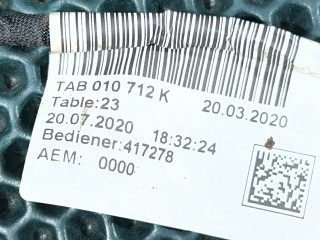 TAB 010 712 K 20.03.2020
Table:23
20.07.2020 18:32:24
Bediener:417278
AEM: 0000